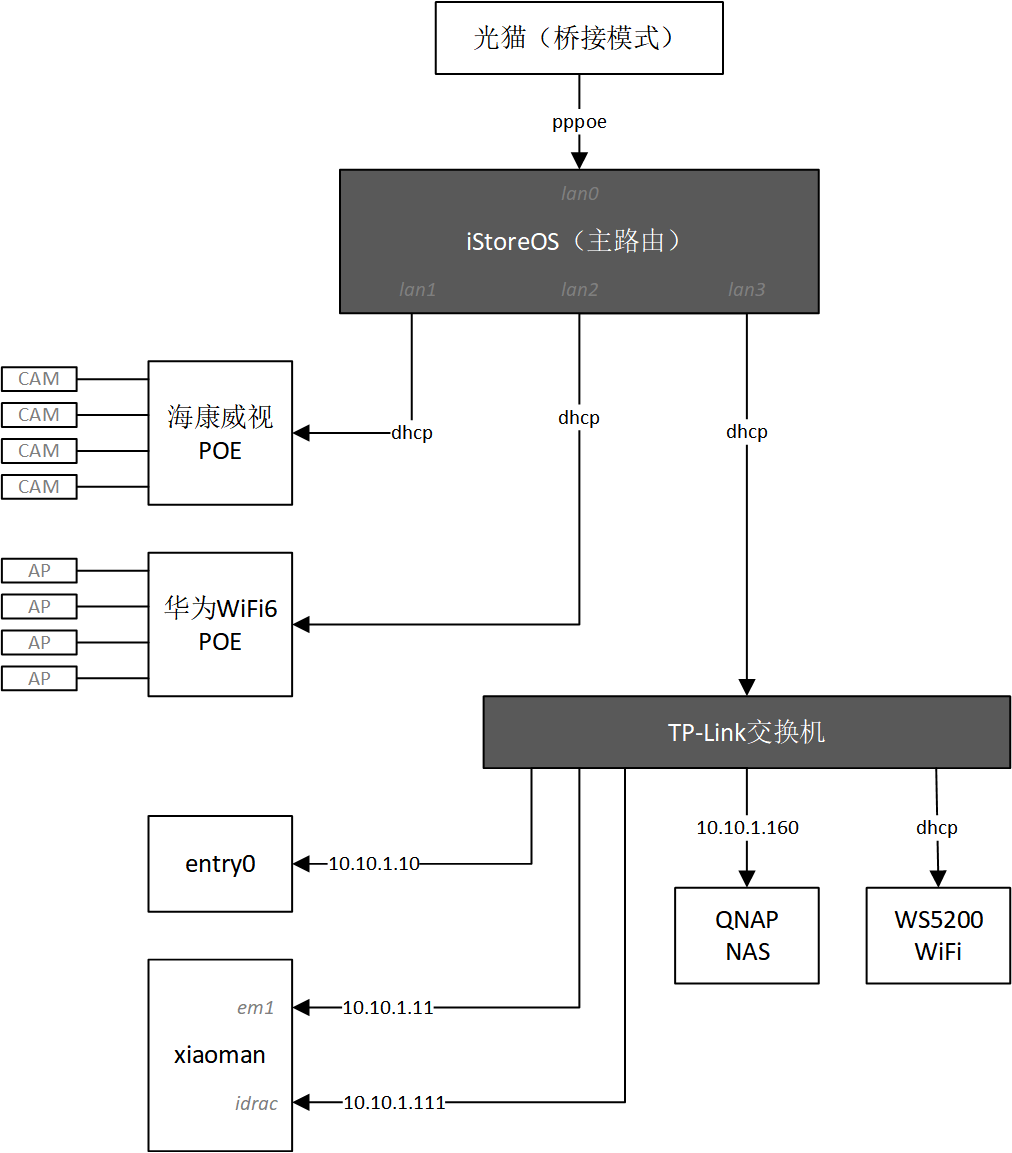 光猫（桥接模式）
pppoe
lan0
iStoreOS（主路由）
lan1
lan2
lan3
CAM
CAM
CAM
CAM
海康威视
POE
dhcp
dhcp
dhcp
AP
AP
AP
AP
华为WiFi6
POE
TP-Link交换机
10.10.1.160
dhcp
entry0
10.10.1.10
QNAP
NAS
WS5200
WiFi
em1
10.10.1.11
xiaoman
idrac
10.10.1.111